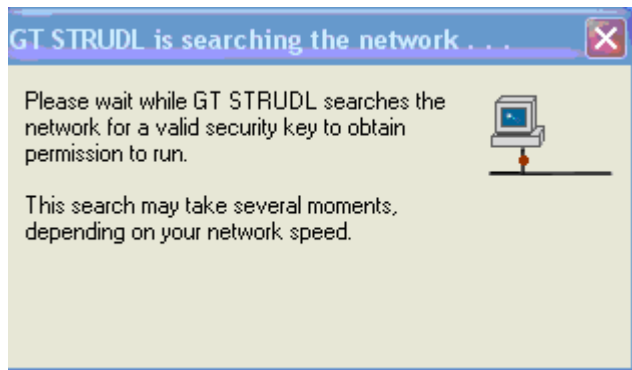 GT STRUDL is searching the network . . .
Please wait while GT STRUDL searches the
network for a valid security key to obtain
permission to run.
This search may take several moments,
depending on your network speed.